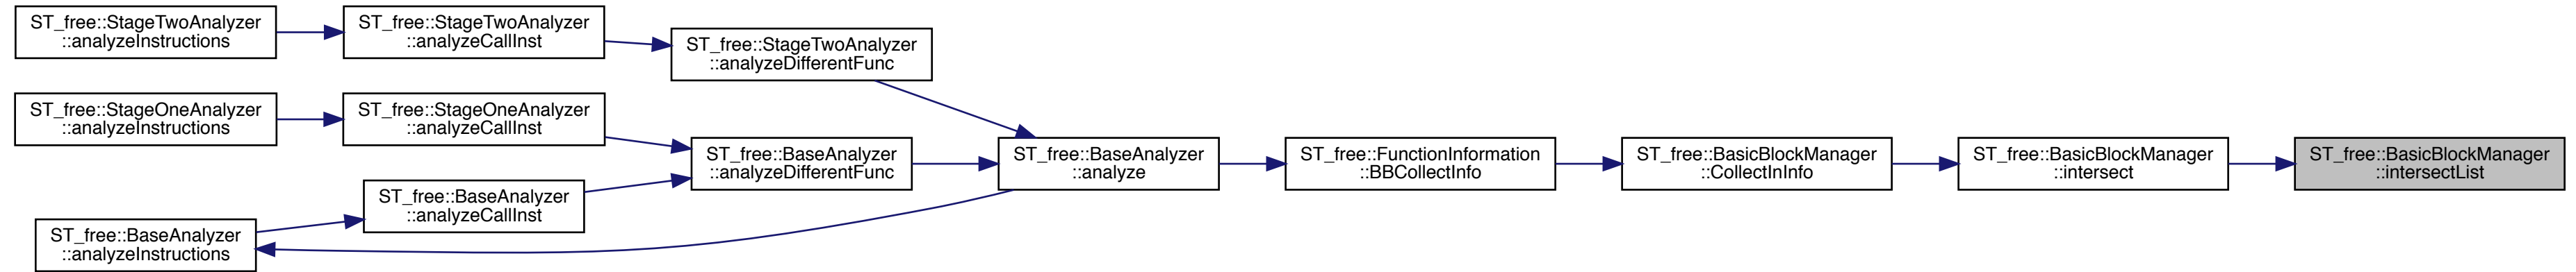 ST_free::StageTwoAnalyzer
::analyzeInstructions
ST_free::StageTwoAnalyzer
::analyzeCallInst
ST_free::StageTwoAnalyzer
::analyzeDifferentFunc
ST_free::StageOneAnalyzer
::analyzeInstructions
ST_free::StageOneAnalyzer
::analyzeCallInst
ST_free::BaseAnalyzer
::analyzeDifferentFunc
ST_free::BaseAnalyzer
::analyze
ST_free::FunctionInformation
::BBCollectInfo
ST_free::BasicBlockManager
::CollectInInfo
ST_free::BasicBlockManager
::intersect
ST_free::BasicBlockManager
::intersectList
ST_free::BaseAnalyzer
::analyzeCallInst
ST_free::BaseAnalyzer
::analyzeInstructions